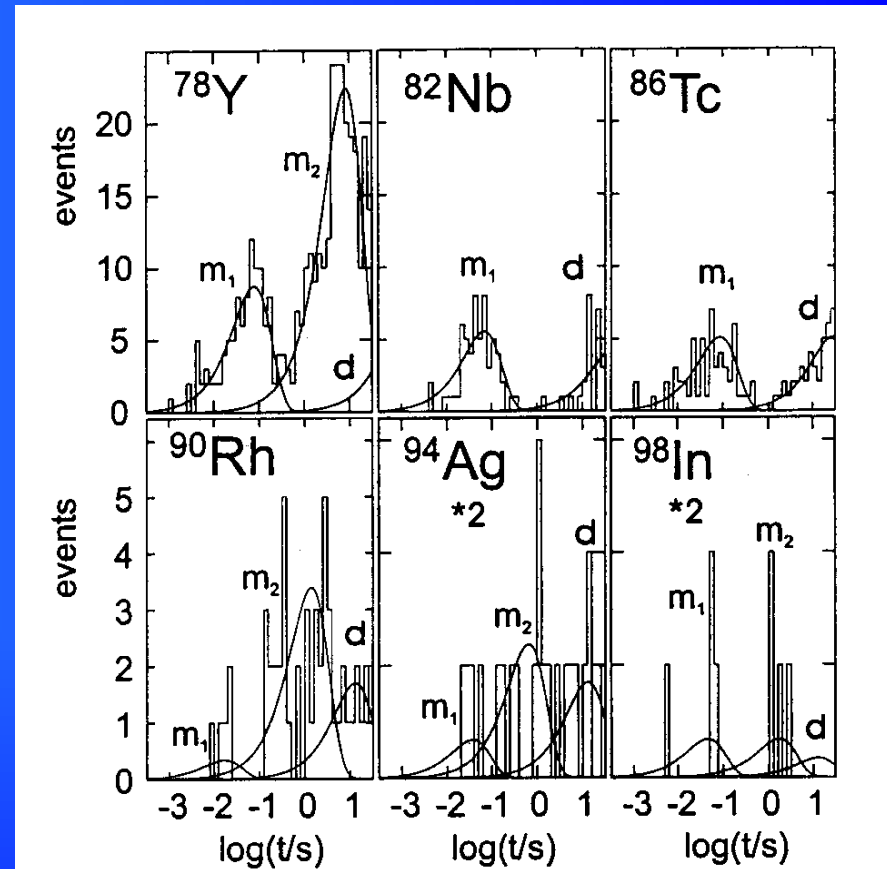 78Y
82Nb
86Tc
events
20
15
10
5
0
m1
m2
d
m1
d
m1
d
90Rh
94Ag
*2
98In
*2
events
5
4
3
2
1
0
m1
m2
d
m1
m2
d
m1
m2
d
-3 -2 -1 0 1
-3 -2 -1 0 1
-3 -2 -1 0 1
log(t/s)
log(t/s)
log(t/s)